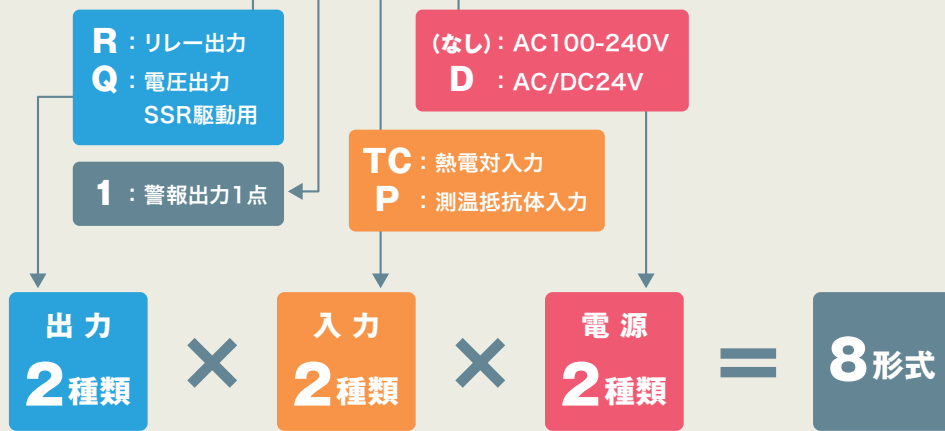 R：リレー出力
Q：電圧出力
SSR駆動用
(なし)：AC100-240V
D：AC/DC24V
1：警報出力1点
TC：熱電対入力
P：測温抵抗体入力
出力
2種類
×
入力
2種類
×
電源
2種類
＝
8形式